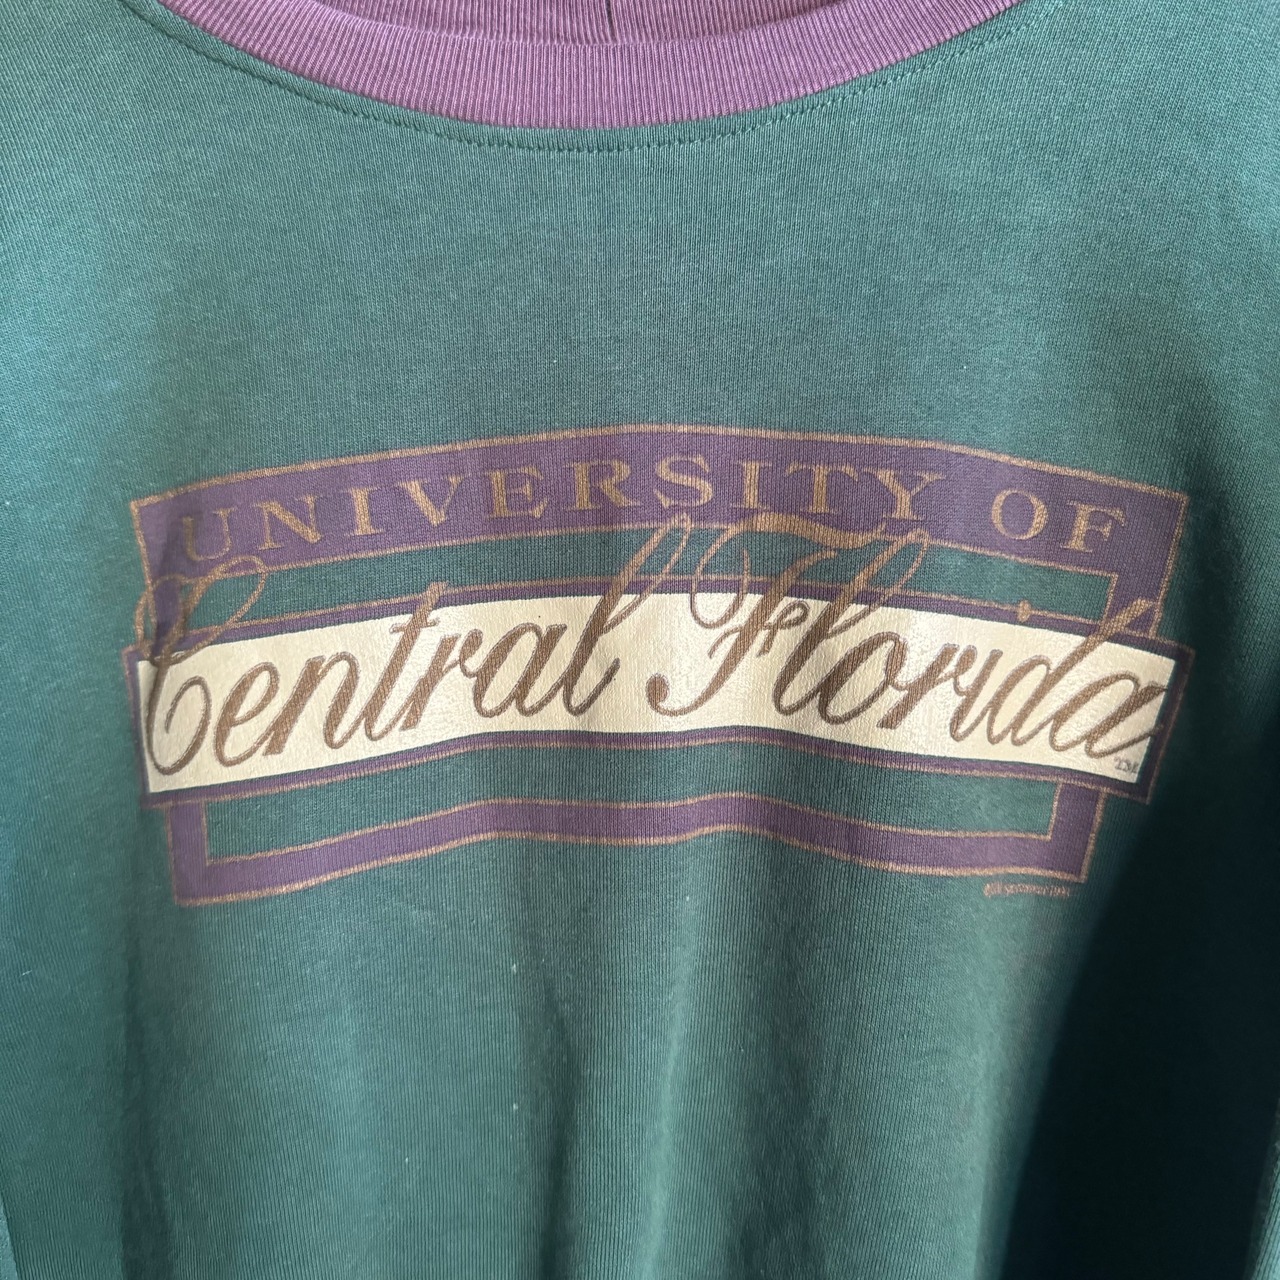 UNIVERSITY OF
Central Florida
TM